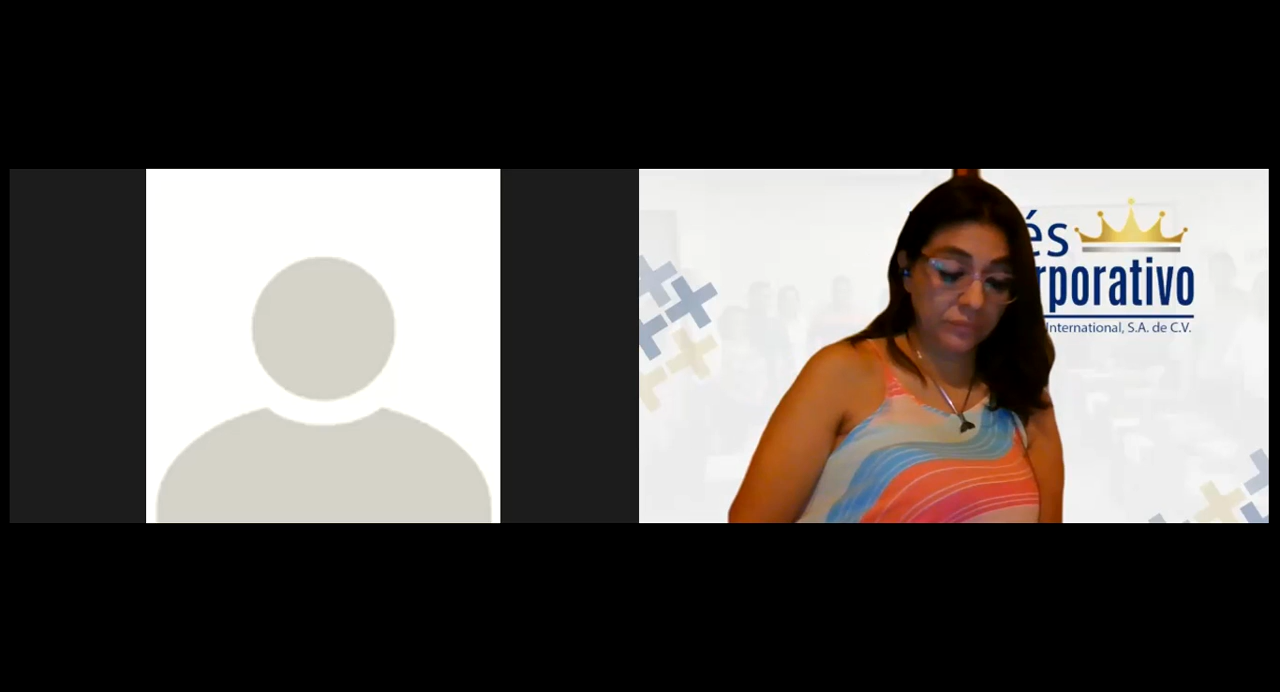 és
rporativo
International, S.A. de C.V.